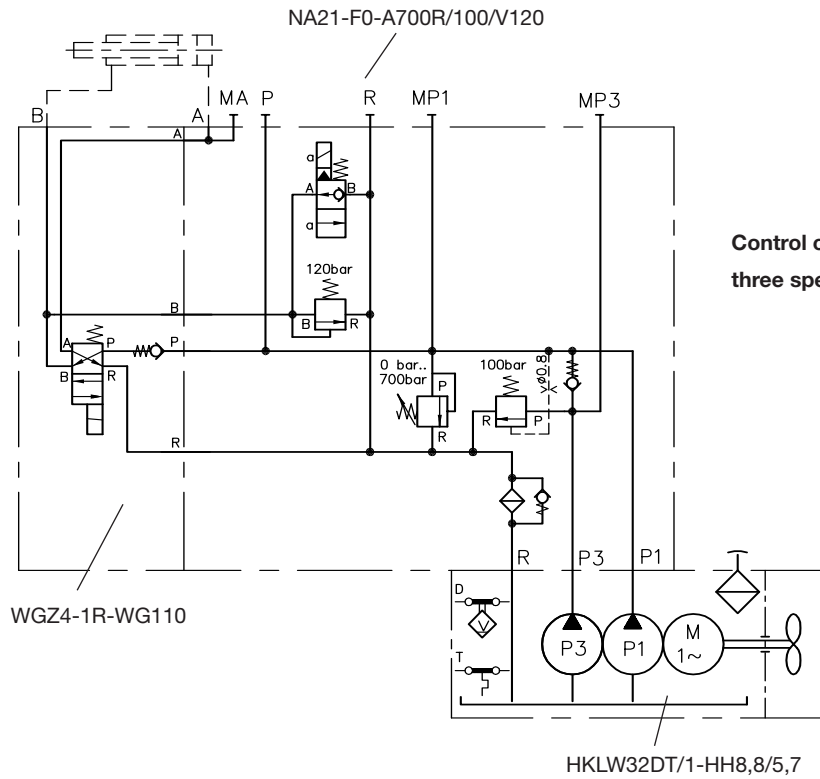 NA21-F0-A700R/100/V120
B
A
MA
P
R
MP1
MP3
A
a
A
B
a
Control o
three spe
120bar
B
B
R
A
P
B
R
P
0 bar..
700bar
P
R
100bar
R
P
>ø0.8<
R
R
P3
P1
WGZ4-1R-WG110
D
T
P3
P1
M
1~
HKLW32DT/1-HH8,8/5,7